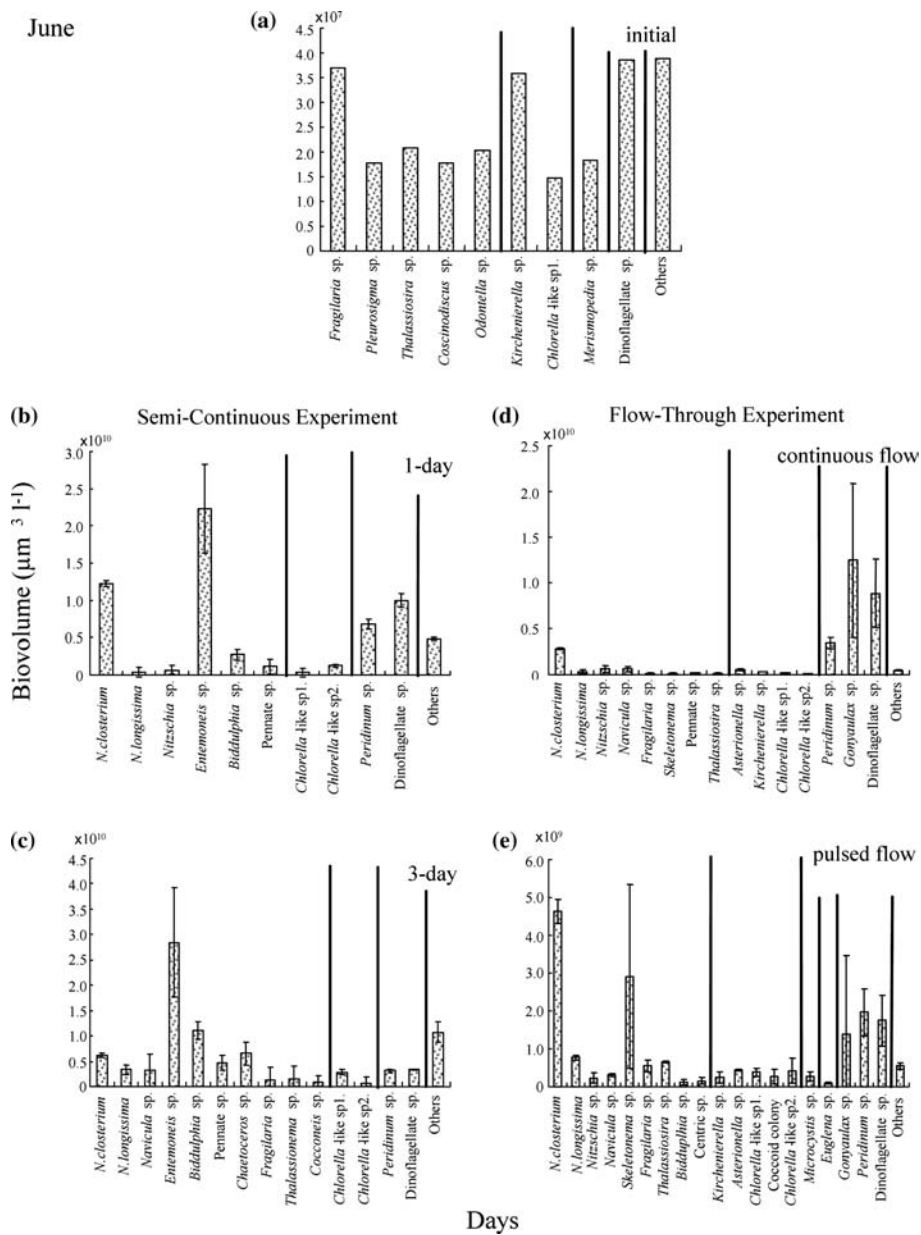 June
(a)
x10⁷
initial
4.5
4.0
3.5
3.0
2.5
2.0
1.5
1.0
0.5
0
Fragilaria sp.
Pleurosigma sp.
Thalassiosira sp.
Coscinodiscus sp.
Odontella sp.
Kirchenierella sp.
Chlorella -like sp1.
Merismopedia sp.
Dinoflagellate sp.
Others
Biovolume (µm ³ l⁻¹)
(b)
Semi-Continuous Experiment
x10¹⁰
1-day
3.0
2.5
2.0
1.5
1.0
0.5
0
N.closterium
N.longissima
Nitzschia sp.
Entemoneis sp.
Biddulphia sp.
Pennate sp.
Chlorella -like sp1.
Chlorella -like sp2.
Peridinum sp.
Dinoflagellate sp.
Others
(d)
Flow-Through Experiment
x10¹⁰
continuous flow
2.5
2.0
1.5
1.0
0.5
0
N.closterium
N.longissima
Nitzschia sp.
Navicula sp.
Fragilaria sp.
Skeletonema sp.
Pennate sp.
Thalassiosira sp.
Asterionella sp.
Kirchenierella sp.
Chlorella -like sp1.
Chlorella -like sp2.
Peridinum sp.
Gonyaulax sp.
Dinoflagellate sp.
Others
(c)
x10¹⁰
3-day
4.5
4.0
3.5
3.0
2.5
2.0
1.5
1.0
0.5
0
N.closterium
N.longissima
Navicula sp.
Entemoneis sp.
Biddulphia sp.
Pennate sp.
Chaetoceros sp.
Fragilaria sp.
Thalassionema sp.
Cocconeis sp.
Chlorella -like sp1.
Chlorella -like sp2.
Peridinum sp.
Dinoflagellate sp.
Others
(e)
x10⁹
pulsed flow
6.0
5.0
4.0
3.0
2.0
1.0
0
N.closterium
N.longissima
Nitzschia sp.
Navicula sp.
Skeletonema sp.
Fragilaria sp.
Thalassiosira sp.
Bidduphia sp.
Centric sp.
Kirchenierella sp.
Asterionella sp.
Chlorella -like sp1.
Coccoid colony
Chlorella -like sp2.
Microcystis sp.
Euglena sp.
Gonyaulax sp.
Peridinum sp.
Dinoflagellate sp.
Others
Days